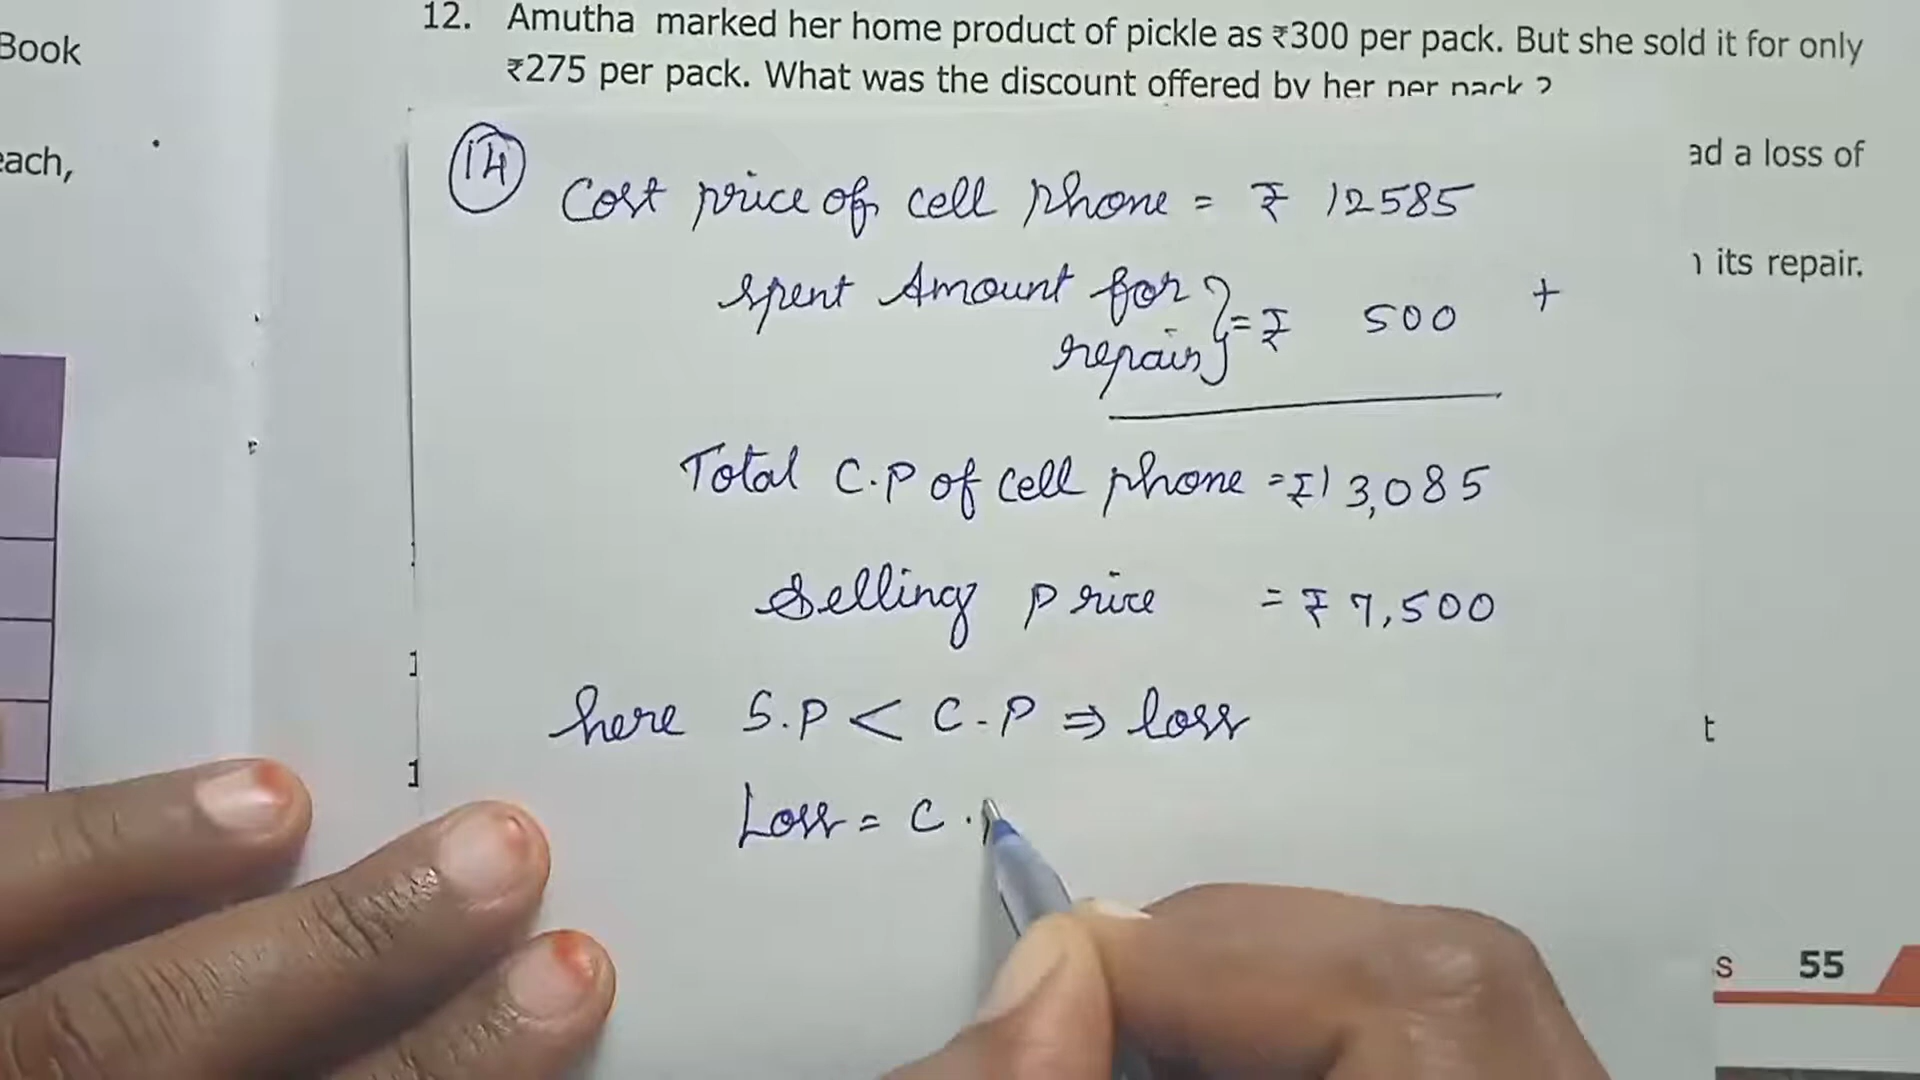 Book
each,
12. Amutha marked her home product of pickle as ₹300 per pack. But she sold it for only
₹275 per pack. What was the discount offered by her per pack ?
ad a loss of
its repair.
14
Cost price of cell phone = ₹ 12585
spent Amount for
repair } = ₹ 500 +
Total C.P of cell phone = ₹13,085
Selling price = ₹ 7,500
here S.P < C.P ⇒ loss
Loss = C.
1
1
t
s 55